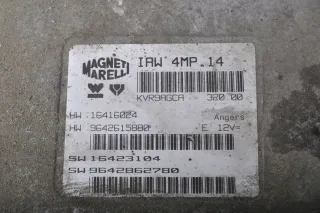 MAGNETI MARELLI
IAW 4MP.14
KVR9AGCA 320 00
HW 16416024 Angers
HW 9642615880 E 12V=
SW 16423104
SW 9642862780